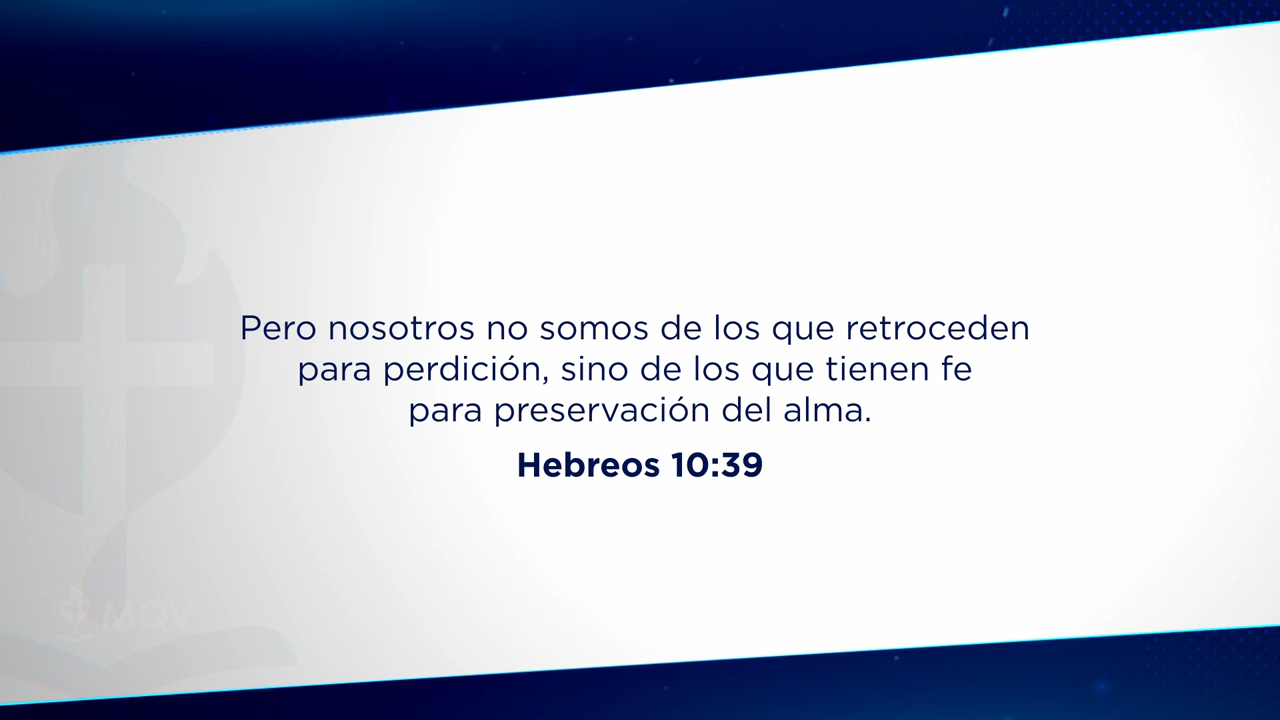 Pero nosotros no somos de los que retroceden
para perdición, sino de los que tienen fe
para preservación del alma.
Hebreos 10:39
MQV